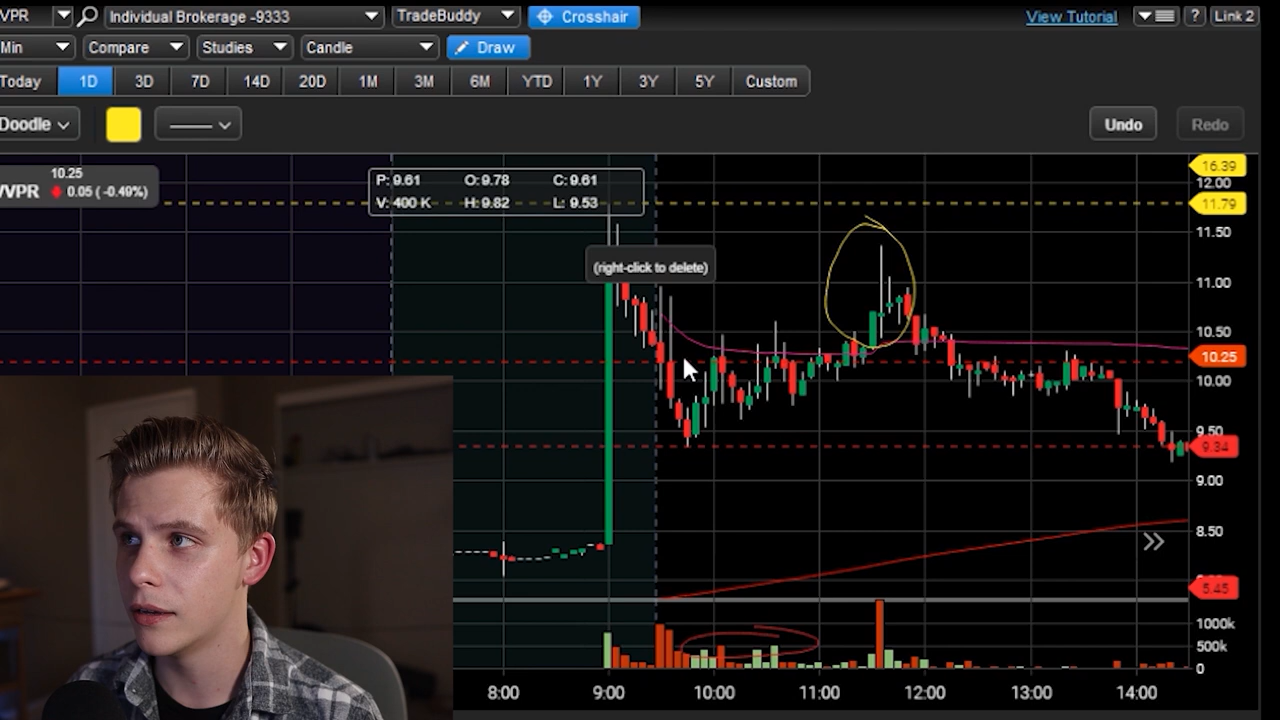 VPR Individual Brokerage -9333 TradeBuddy Crosshair View Tutorial ? Link 2
Min Compare Studies Candle Draw
Today 1D 3D 7D 14D 20D 1M 3M 6M YTD 1Y 3Y 5Y Custom
Doodle Undo Redo
10.25
VVPR 0.05 ( -0.49%)
P: 9.61 O: 9.78 C: 9.61
V: 400 K H: 9.82 L: 9.53
(right-click to delete)
16.39
12.00
11.79
11.50
11.00
10.50
10.25
10.00
9.50
9.34
9.00
8.50
5.45
1000k
500k
0
8:00 9:00 10:00 11:00 12:00 13:00 14:00